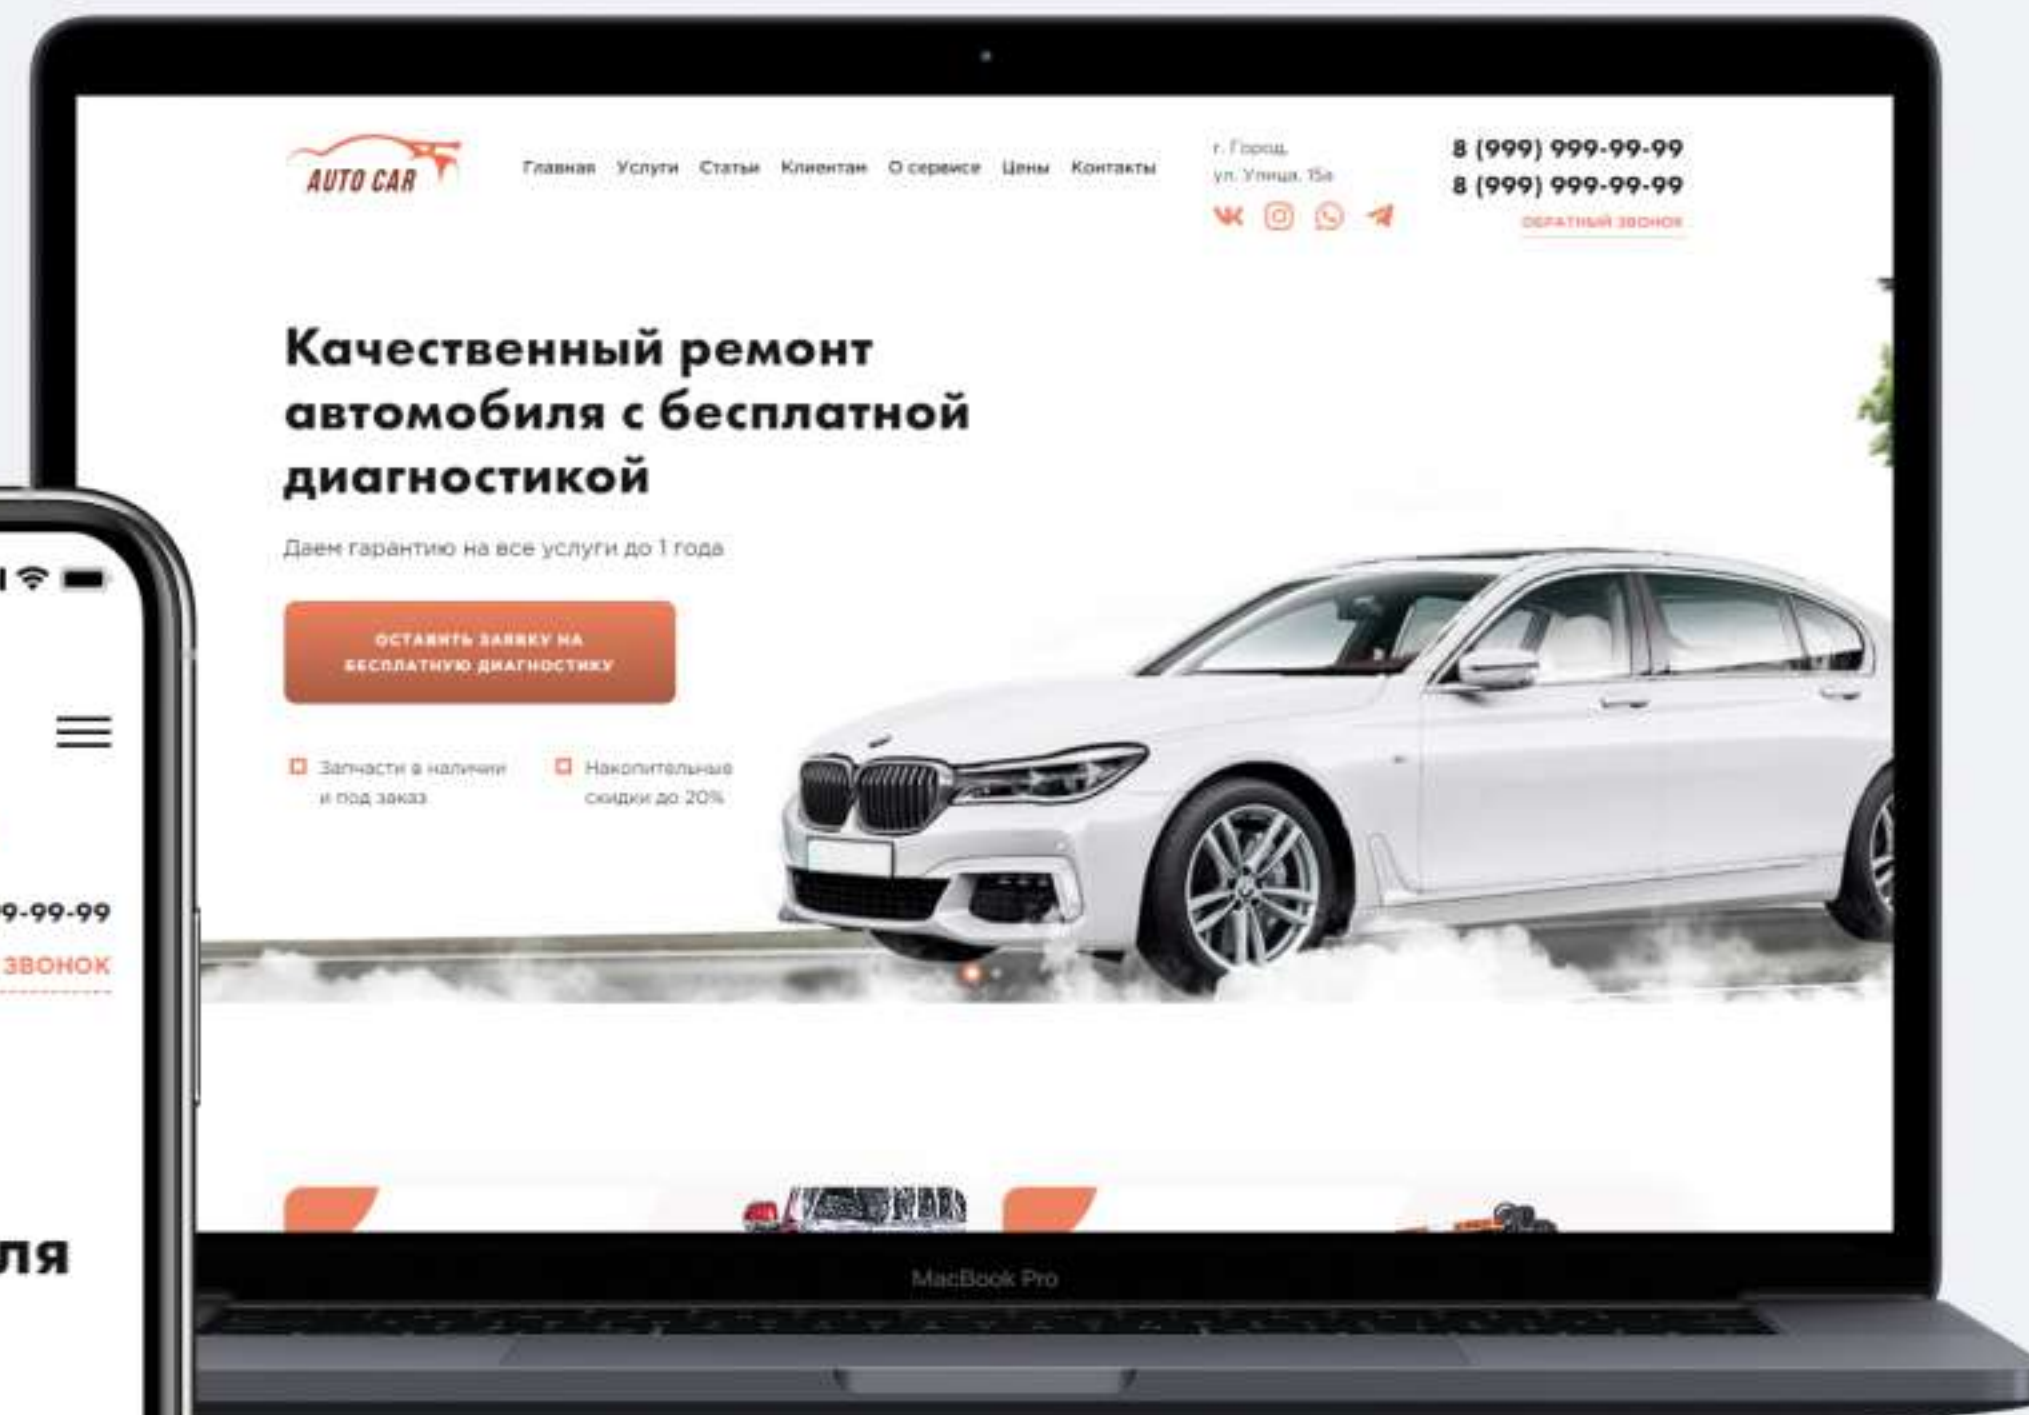 AUTO CAR
Главная Услуги Статьи Клиентам О сервисе Цены Контакты
г. Город,
ул. Улица, 15а
8 (999) 999-99-99
8 (999) 999-99-99
ОБРАТНЫЙ ЗВОНОК
Качественный ремонт
автомобиля с бесплатной
диагностикой
Даем гарантию на все услуги до 1 года
ОСТАВИТЬ ЗАЯВКУ НА
БЕСПЛАТНУЮ ДИАГНОСТИКУ
Запчасти в наличии
и под заказ
Накопительные
скидки до 20%
9-99-99
ЗВОНОК
ля
MacBook Pro